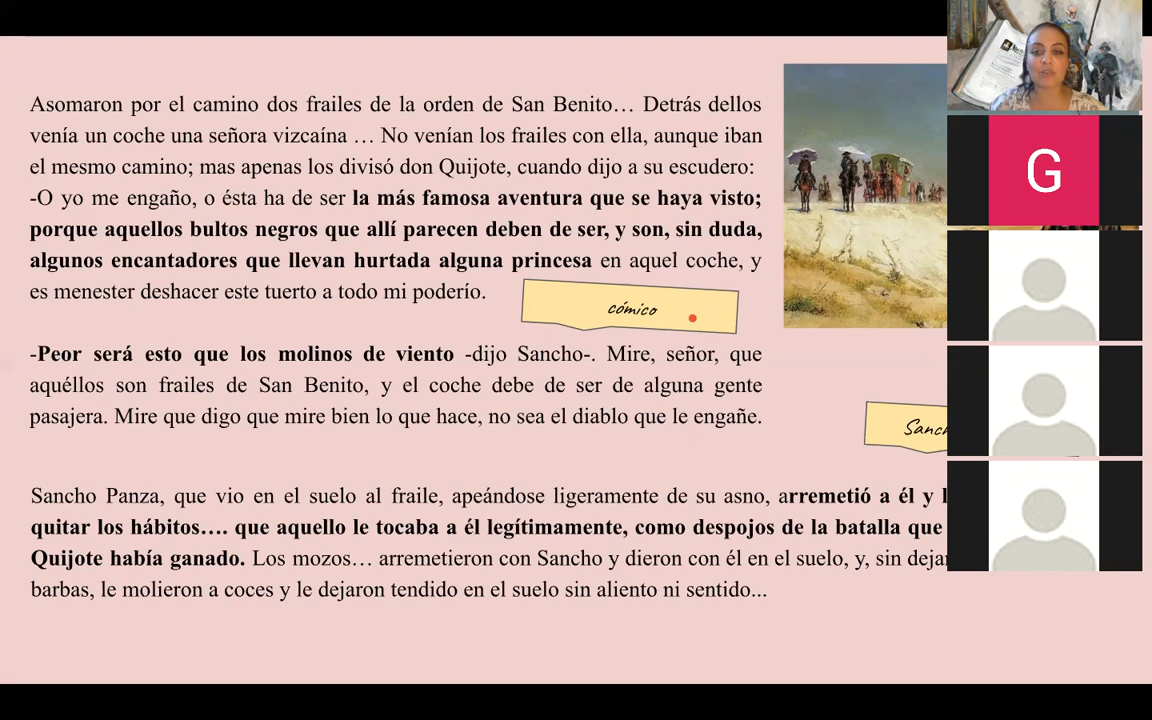 Asomaron por el camino dos frailes de la orden de San Benito… Detrás dellos
venía un coche una señora vizcaína … No venían los frailes con ella, aunque iban
el mesmo camino; mas apenas los divisó don Quijote, cuando dijo a su escudero:
-O yo me engaño, o ésta ha de ser la más famosa aventura que se haya visto;
porque aquellos bultos negros que allí parecen deben de ser, y son, sin duda,
algunos encantadores que llevan hurtada alguna princesa en aquel coche, y
es menester deshacer este tuerto a todo mi poderío.
cómico
-Peor será esto que los molinos de viento -dijo Sancho-. Mire, señor, que
aquéllos son frailes de San Benito, y el coche debe de ser de alguna gente
pasajera. Mire que digo que mire bien lo que hace, no sea el diablo que le engañe.
Sancho Panza, que vio en el suelo al fraile, apeándose ligeramente de su asno, arremetió a él y
quitar los hábitos…. que aquello le tocaba a él legítimamente, como despojos de la batalla que
Quijote había ganado. Los mozos… arremetieron con Sancho y dieron con él en el suelo, y, sin
barbas, le molieron a coces y le dejaron tendido en el suelo sin aliento ni sentido...
G